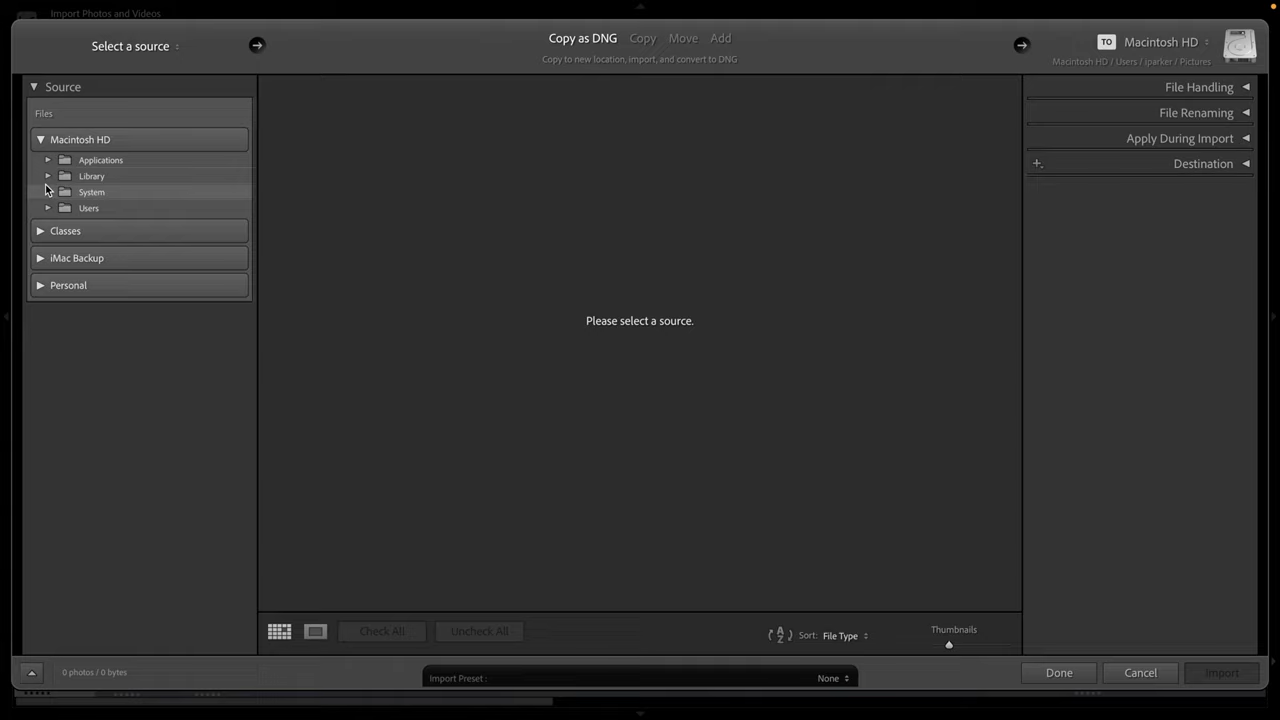 Import Photos and Videos
Select a source
Copy as DNG Copy Move Add
Copy to new location, import, and convert to DNG
TO Macintosh HD
Macintosh HD / Users / iparker / Pictures
Source
Files
Macintosh HD
Applications
Library
System
Users
Classes
iMac Backup
Personal
Please select a source.
File Handling
File Renaming
Apply During Import
Destination
Check All
Uncheck All
Sort: File Type
Thumbnails
0 photos / 0 bytes
Import Preset : None
Done
Cancel
Import